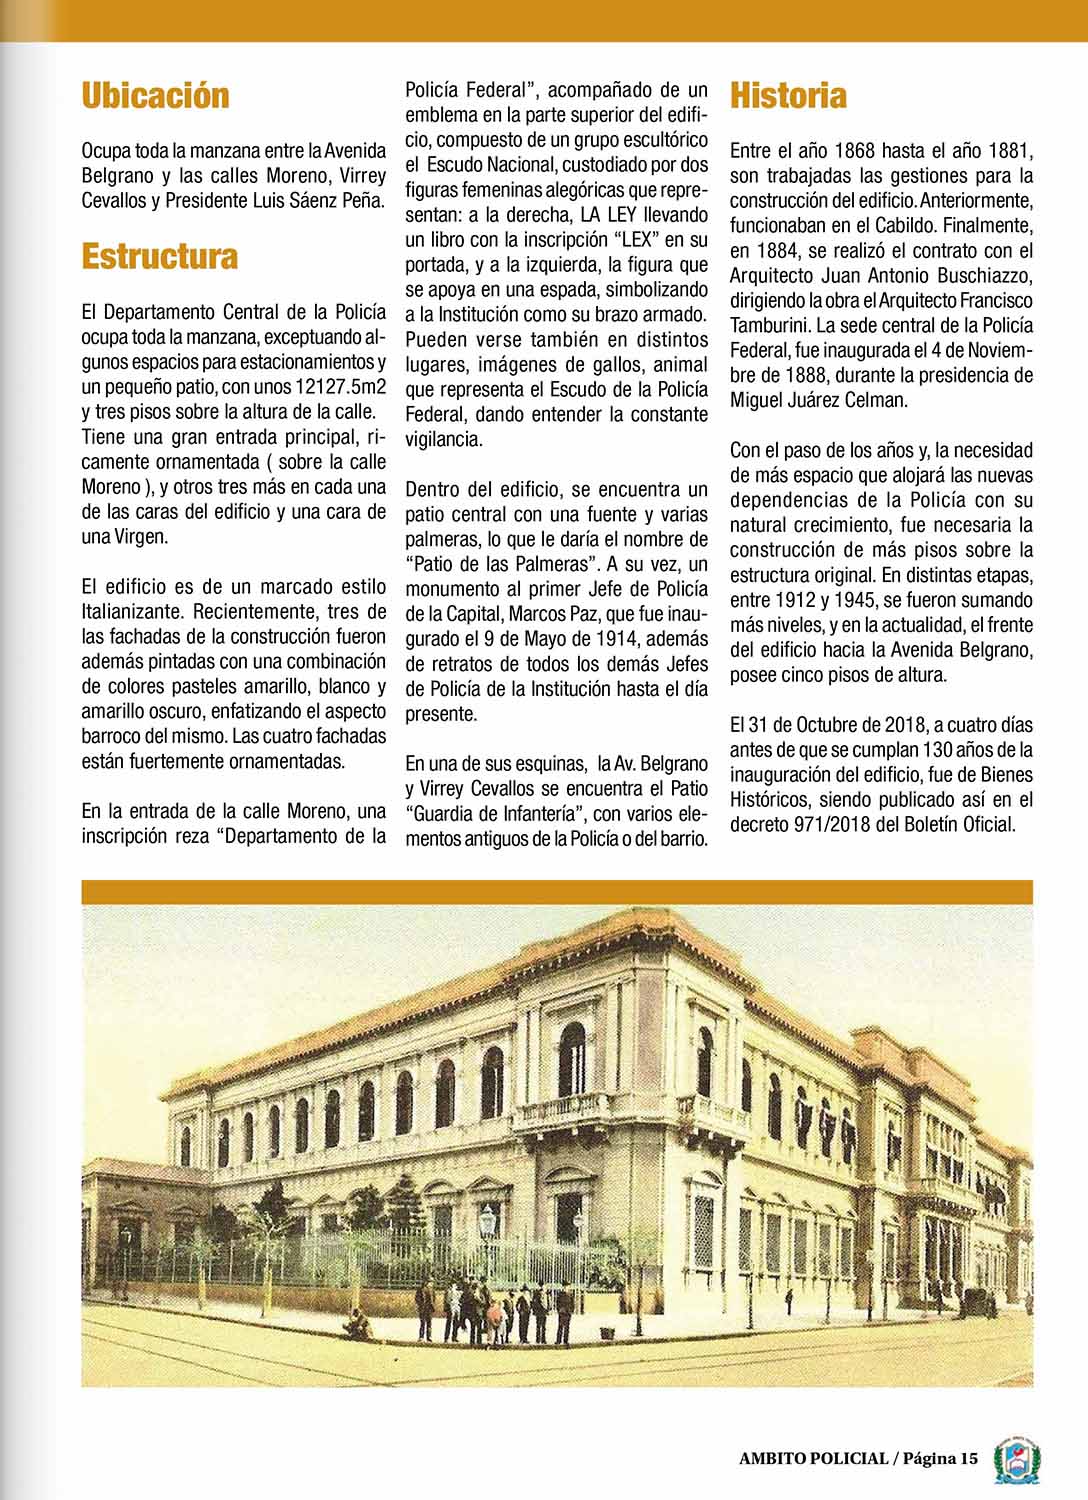 Ubicación
Ocupa toda la manzana entre la Avenida
Belgrano y las calles Moreno, Virrey
Cevallos y Presidente Luis Sáenz Peña.
Estructura
El Departamento Central de la Policía
ocupa toda la manzana, exceptuando al-
gunos espacios para estacionamientos y
un pequeño patio, con unos 12127.5m2
y tres pisos sobre la altura de la calle.
Tiene una gran entrada principal, ri-
camente ornamentada ( sobre la calle
Moreno ), y otros tres más en cada una
de las caras del edificio y una cara de
una Virgen.
El edificio es de un marcado estilo
Italianizante. Recientemente, tres de
las fachadas de la construcción fueron
además pintadas con una combinación
de colores pasteles amarillo, blanco y
amarillo oscuro, enfatizando el aspecto
barroco del mismo. Las cuatro fachadas
están fuertemente ornamentadas.
En la entrada de la calle Moreno, una
inscripción reza “Departamento de la
Policía Federal”, acompañado de un
emblema en la parte superior del edifi-
cio, compuesto de un grupo escultórico
el Escudo Nacional, custodiado por dos
figuras femeninas alegóricas que repre-
sentan: a la derecha, LA LEY llevando
un libro con la inscripción “LEX” en su
portada, y a la izquierda, la figura que
se apoya en una espada, simbolizando
a la Institución como su brazo armado.
Pueden verse también en distintos
lugares, imágenes de gallos, animal
que representa el Escudo de la Policía
Federal, dando entender la constante
vigilancia.
Dentro del edificio, se encuentra un
patio central con una fuente y varias
palmeras, lo que le daría el nombre de
“Patio de las Palmeras”. A su vez, un
monumento al primer Jefe de Policía
de la Capital, Marcos Paz, que fue inau-
gurado el 9 de Mayo de 1914, además
de retratos de todos los demás Jefes
de Policía de la Institución hasta el día
presente.
En una de sus esquinas, la Av. Belgrano
y Virrey Cevallos se encuentra el Patio
“Guardia de Infantería”, con varios ele-
mentos antiguos de la Policía o del barrio.
Historia
Entre el año 1868 hasta el año 1881,
son trabajadas las gestiones para la
construcción del edificio. Anteriormente,
funcionaban en el Cabildo. Finalmente,
en 1884, se realizó el contrato con el
Arquitecto Juan Antonio Buschiazzo,
dirigiendo la obra el Arquitecto Francisco
Tamburini. La sede central de la Policía
Federal, fue inaugurada el 4 de Noviem-
bre de 1888, durante la presidencia de
Miguel Juárez Celman.
Con el paso de los años y, la necesidad
de más espacio que alojará las nuevas
dependencias de la Policía con su
natural crecimiento, fue necesaria la
construcción de más pisos sobre la
estructura original. En distintas etapas,
entre 1912 y 1945, se fueron sumando
más niveles, y en la actualidad, el frente
del edificio hacia la Avenida Belgrano,
posee cinco pisos de altura.
El 31 de Octubre de 2018, a cuatro días
antes de que se cumplan 130 años de la
inauguración del edificio, fue de Bienes
Históricos, siendo publicado así en el
decreto 971/2018 del Boletín Oficial.
AMBITO POLICIAL / Página 15